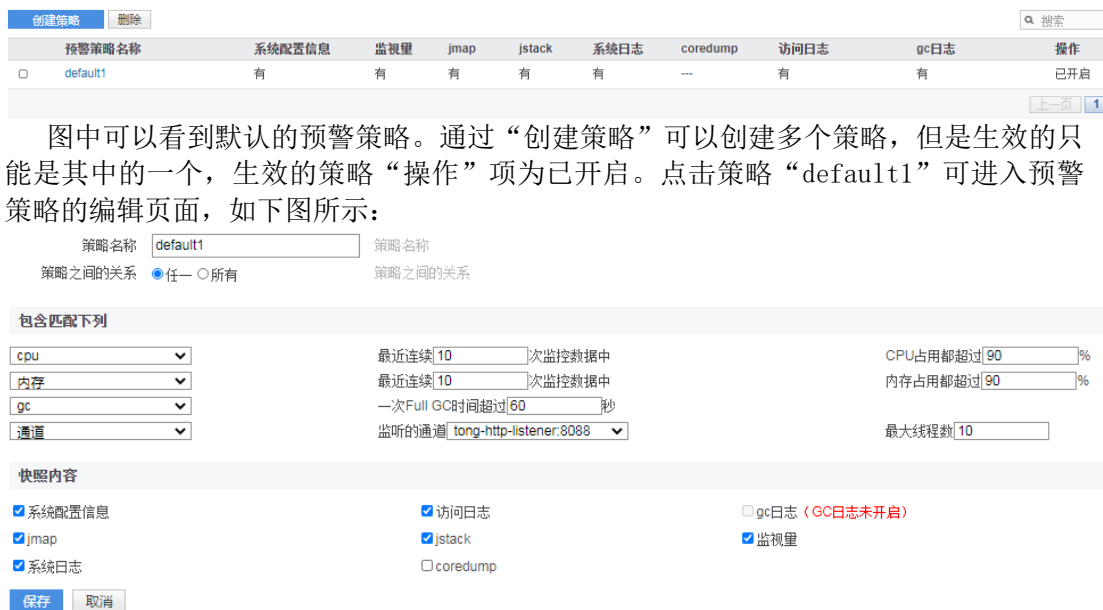 创建策略 删除 搜索
预警策略名称 系统配置信息 监视量 jmap jstack 系统日志 coredump 访问日志 gc日志 操作
default1 有 有 有 有 有 --- 有 有 已开启
上一页 1
图中可以看到默认的预警策略。通过“创建策略”可以创建多个策略，但是生效的只
能是其中的一个，生效的策略“操作”项为已开启。点击策略“default1”可进入预警
策略的编辑页面，如下图所示：
策略名称 default1 策略名称
策略之间的关系 任一 所有 策略之间的关系
包含匹配下列
cpu 最近连续 10 次监控数据中 CPU占用都超过 90 %
内存 最近连续 10 次监控数据中 内存占用都超过 90 %
gc 一次Full GC时间超过 60 秒
通道 监听的通道 tong-http-listener:8088 最大线程数 10
快照内容
系统配置信息 访问日志 gc日志（GC日志未开启）
jmap jstack 监视量
系统日志 coredump
保存 取消